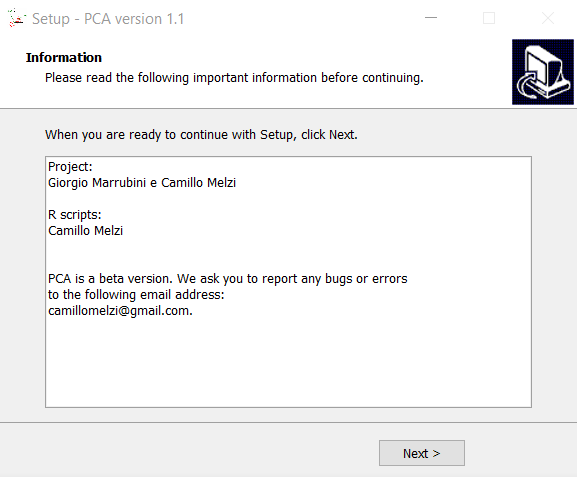 Setup - PCA version 1.1
Information
Please read the following important information before continuing.
When you are ready to continue with Setup, click Next.
Project:
Giorgio Marrubini e Camillo Melzi
R scripts:
Camillo Melzi
PCA is a beta version. We ask you to report any bugs or errors
to the following email address:
camillomelzi@gmail.com.
Next >